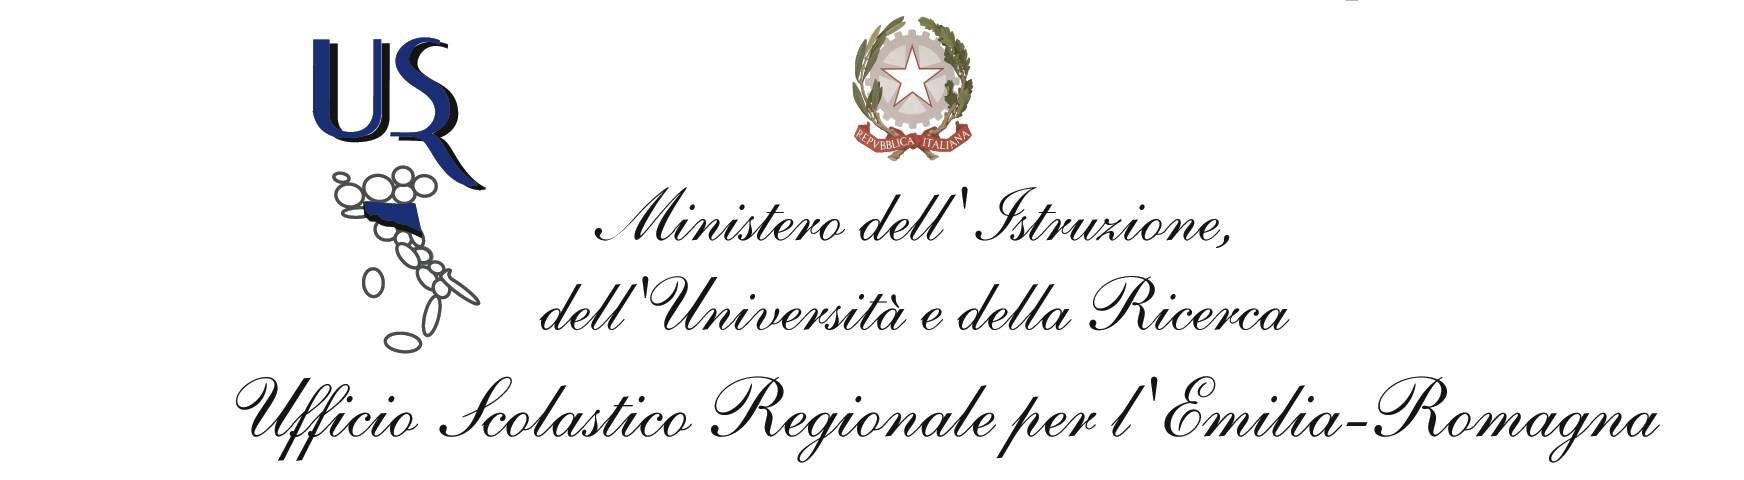 USR
REPVBBLICA ITALIANA
Ministero dell'Istruzione,
dell'Università e della Ricerca
Ufficio Scolastico Regionale per l'Emilia-Romagna